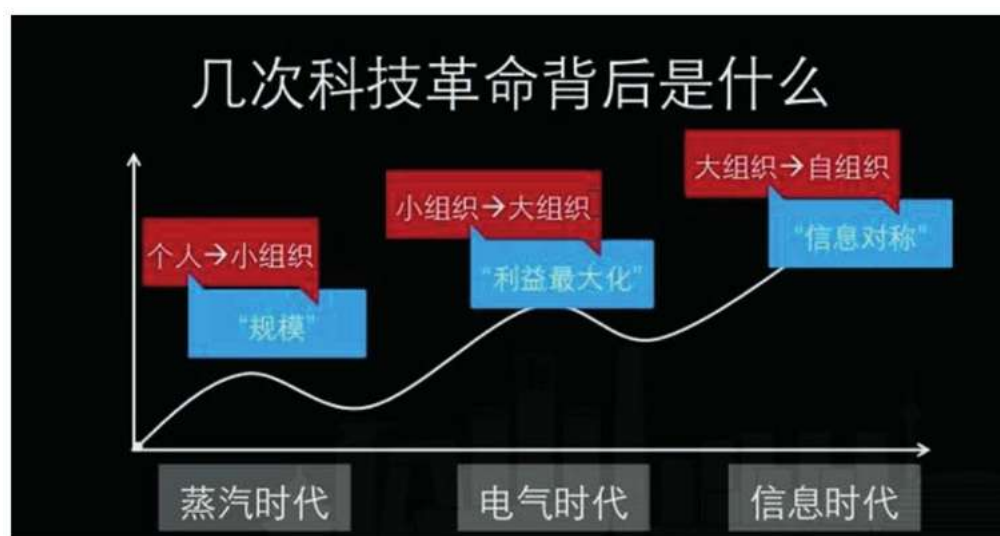 几次科技革命背后是什么
大组织→自组织
“信息对称”
小组织→大组织
“利益最大化”
个人→小组织
“规模”
蒸汽时代
电气时代
信息时代